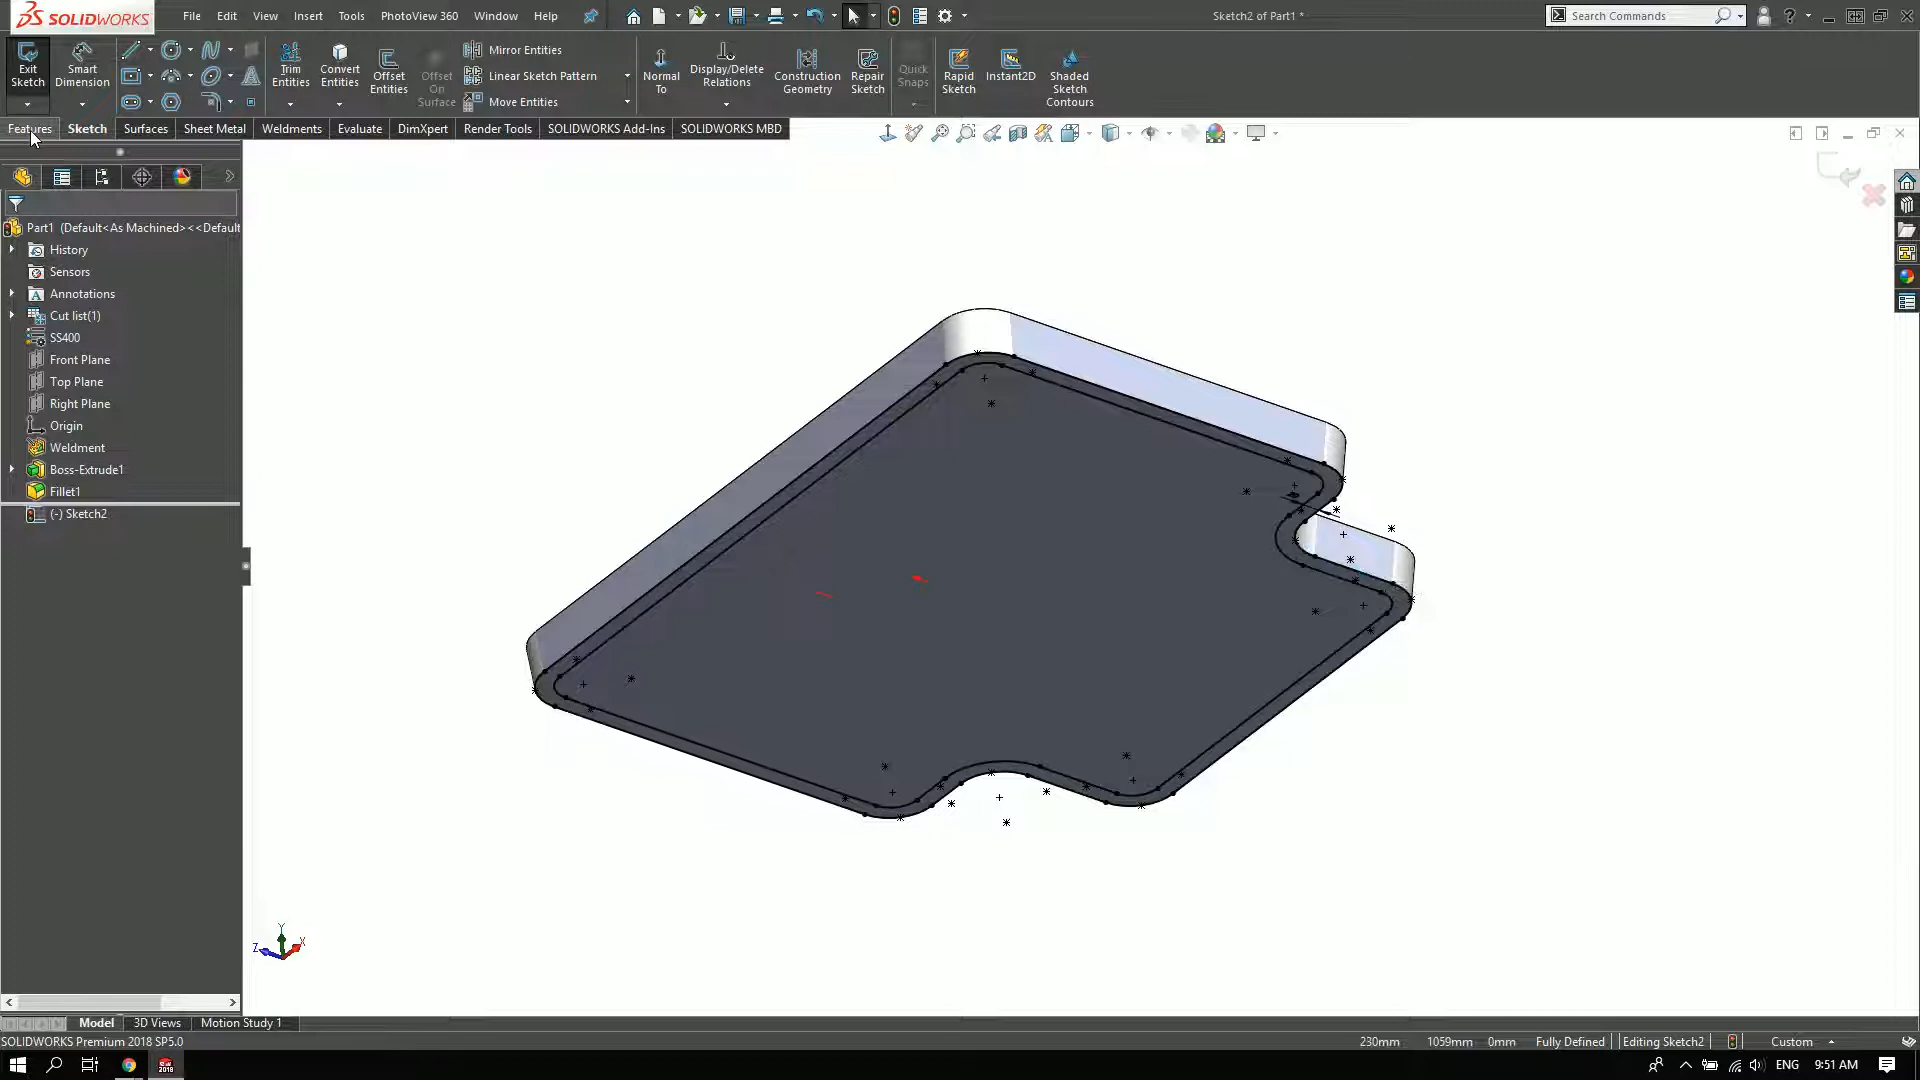 SOLIDWORKS File Edit View Insert Tools PhotoView 360 Window Help Sketch2 of Part1 * Search Commands
Exit Sketch
Smart Dimension
Trim Entities
Convert Entities
Offset Entities
Offset On Surface
Mirror Entities
Linear Sketch Pattern
Move Entities
Normal To
Display/Delete Relations
Construction Geometry
Repair Sketch
Quick Snaps
Rapid Sketch
Instant2D
Shaded Sketch Contours
Features Sketch Surfaces Sheet Metal Weldments Evaluate DimXpert Render Tools SOLIDWORKS Add-Ins SOLIDWORKS MBD
Part1 (Default<As Machined><<Default
History
Sensors
Annotations
Cut list(1)
SS400
Front Plane
Top Plane
Right Plane
Origin
Weldment
Boss-Extrude1
Fillet1
(-) Sketch2
Y
Z X
Model 3D Views Motion Study 1
SOLIDWORKS Premium 2018 SP5.0 230mm 1059mm 0mm Fully Defined Editing Sketch2 Custom
2018 ENG 9:51 AM